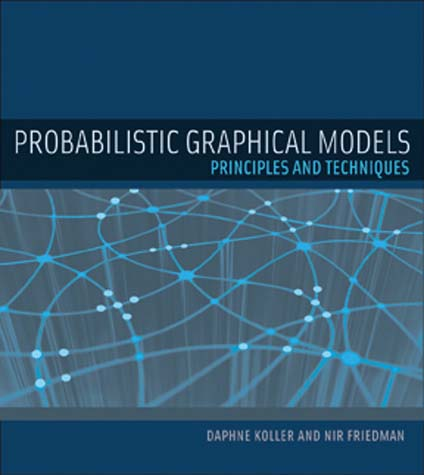 PROBABILISTIC GRAPHICAL MODELS
PRINCIPLES AND TECHNIQUES
DAPHNE KOLLER AND NIR FRIEDMAN